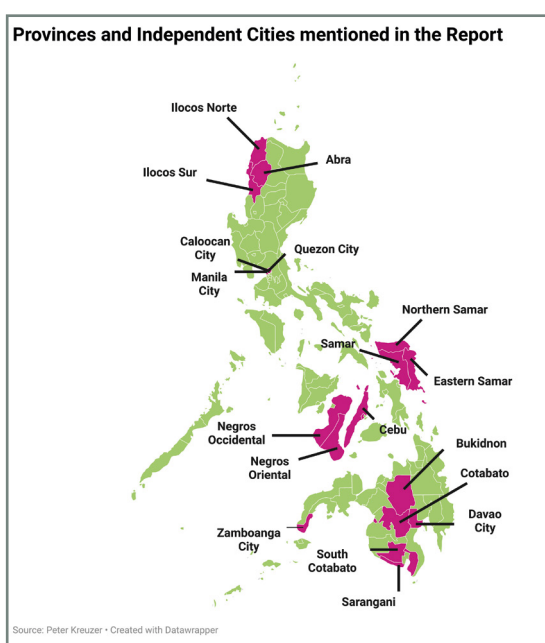 Provinces and Independent Cities mentioned in the Report
Ilocos Norte
Abra
Ilocos Sur
Caloocan
City
Quezon City
Manila
City
Northern Samar
Samar
Eastern Samar
Negros
Occidental
Cebu
Negros
Oriental
Bukidnon
Cotabato
Davao
City
Zamboanga
City
South
Cotabato
Sarangani
Source: Peter Kreuzer • Created with Datawrapper